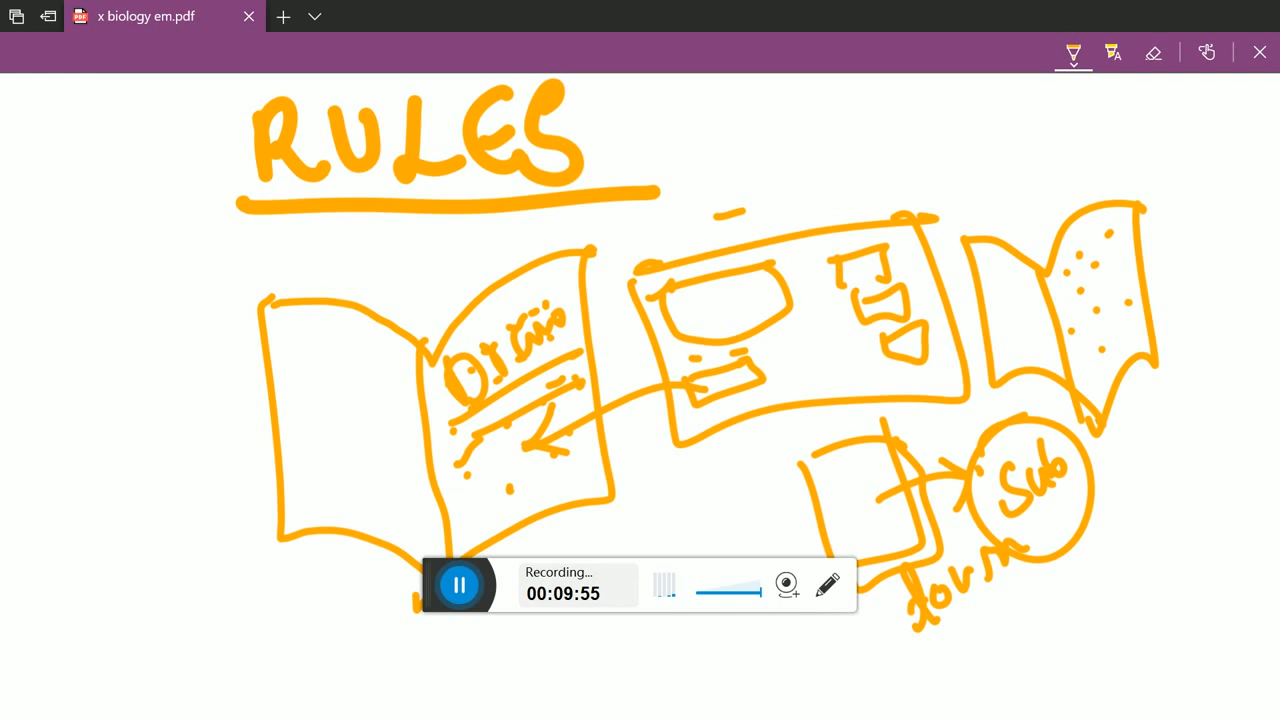 x biology em.pdf
RULES
Sub
form
Recording...
00:09:55